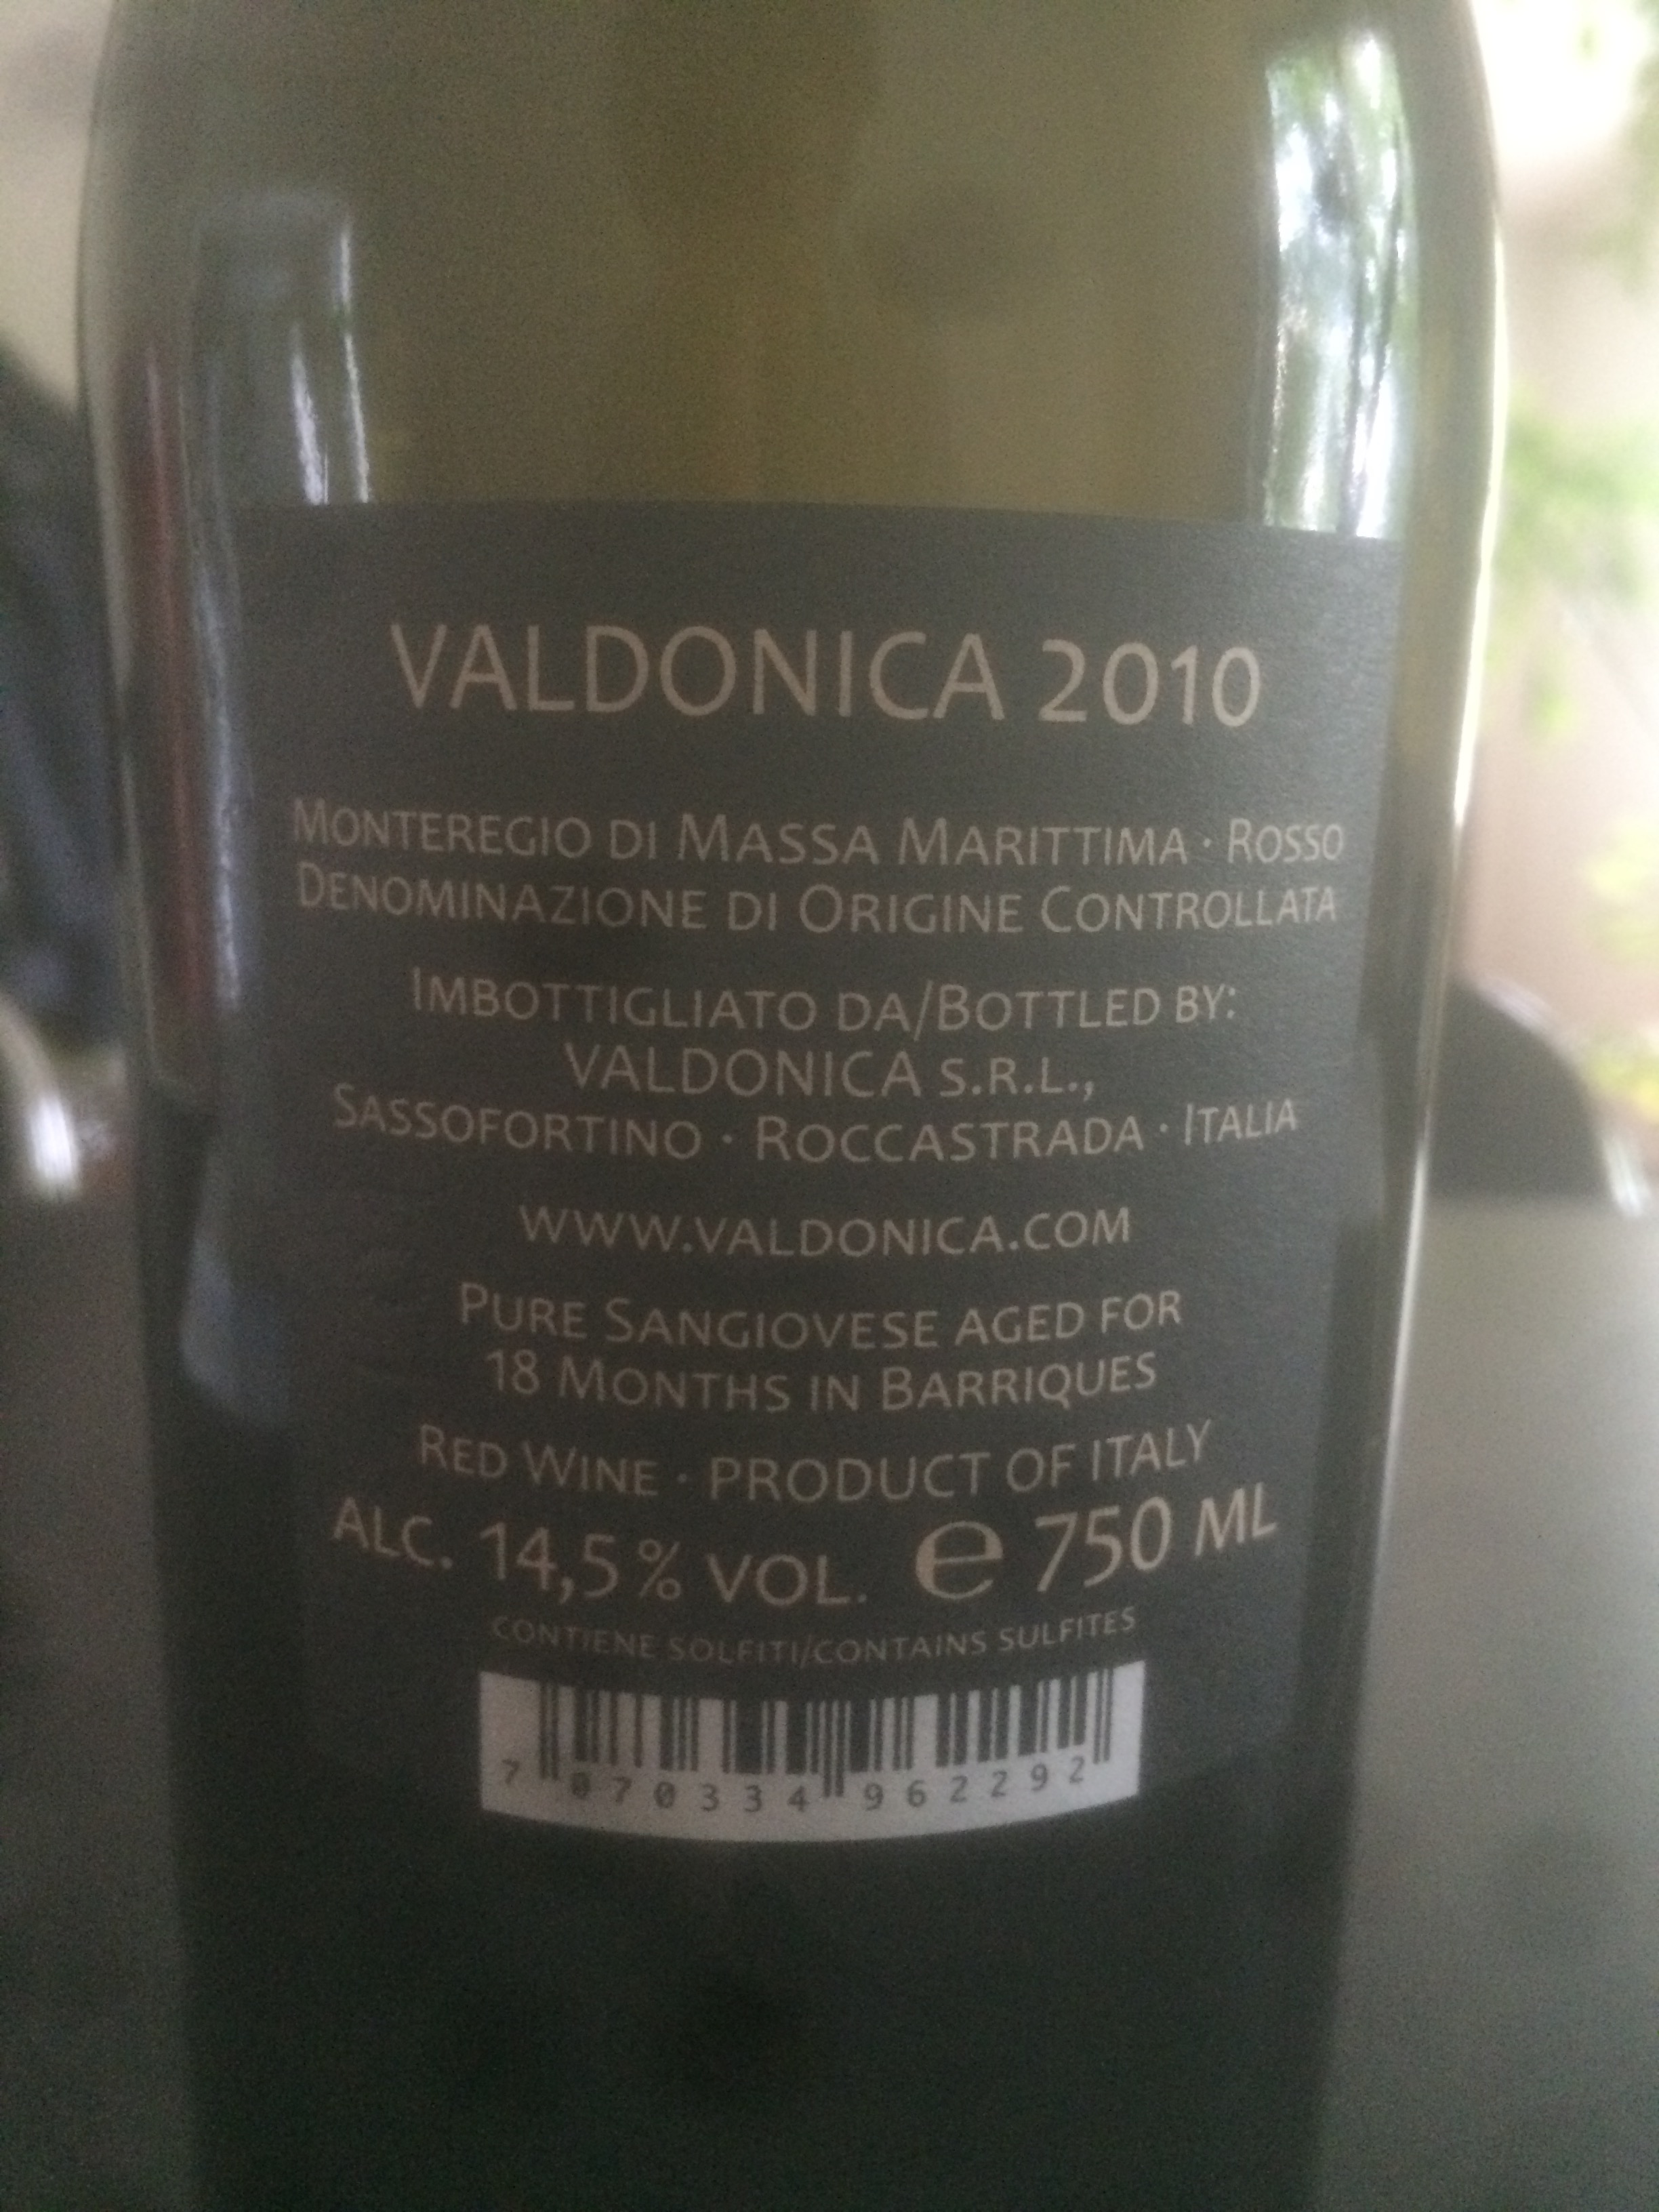 VALDONICA 2010
MONTEREGIO DI MASSA MARITTIMA · ROSSO
DENOMINAZIONE DI ORIGINE CONTROLLATA
IMBOTTIGLIATO DA/BOTTLED BY:
VALDONICA S.R.L.,
SASSOFORTINO · ROCCASTRADA · ITALIA
WWW.VALDONICA.COM
PURE SANGIOVESE AGED FOR
18 MONTHS IN BARRIQUES
RED WINE · PRODUCT OF ITALY
ALC. 14,5% VOL. ℮ 750 ML
CONTIENE SOLFITI/CONTAINS SULFITES
7 070334 962292